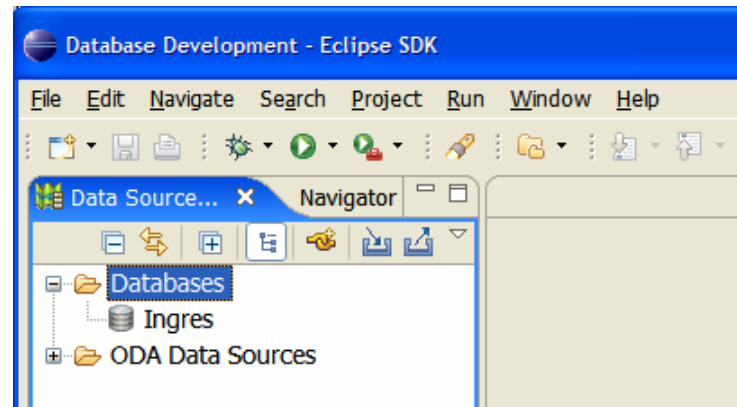 Database Development - Eclipse SDK
File Edit Navigate Search Project Run Window Help
Data Source... Navigator
Databases
Ingres
ODA Data Sources